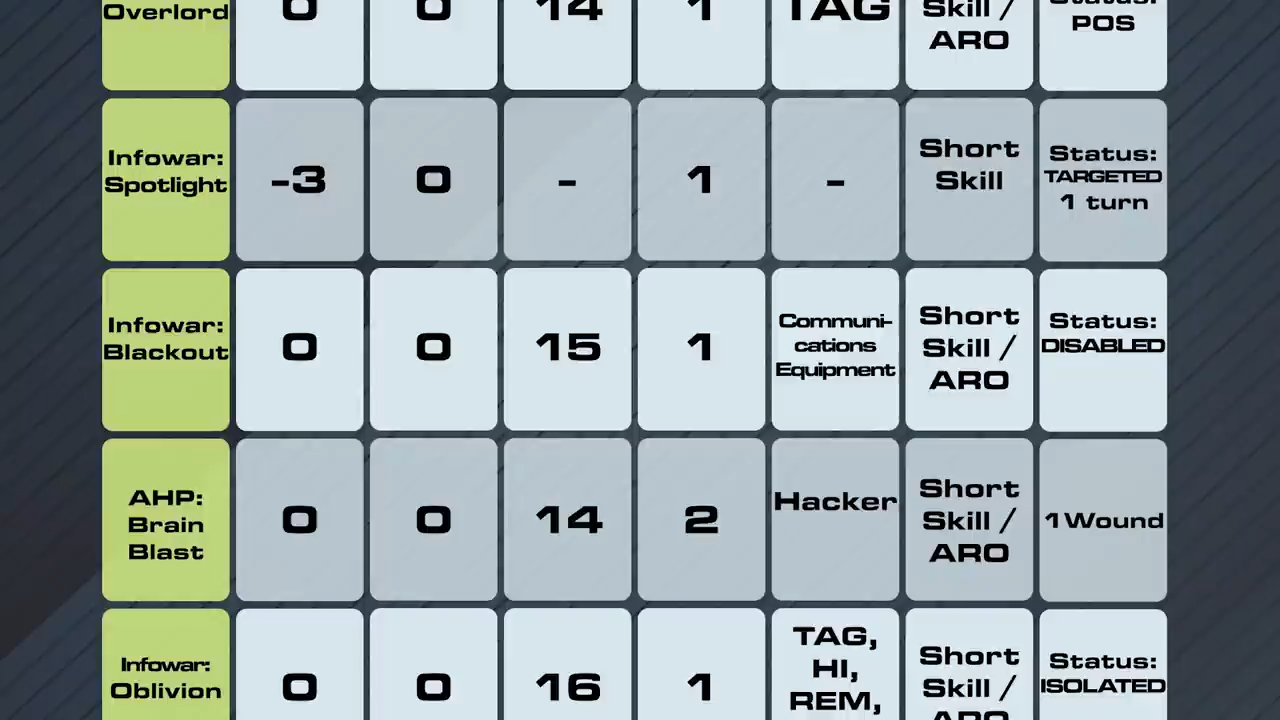 Overlord 0 0 14 1 TAG Skill / ARO Status: POS
Infowar: Spotlight -3 0 - 1 - Short Skill Status: TARGETED 1 turn
Infowar: Blackout 0 0 15 1 Communi- cations Equipment Short Skill / ARO Status: DISABLED
AHP: Brain Blast 0 0 14 2 Hacker Short Skill / ARO 1 Wound
Infowar: Oblivion 0 0 16 1 TAG, HI, REM, Short Skill / ARO Status: ISOLATED